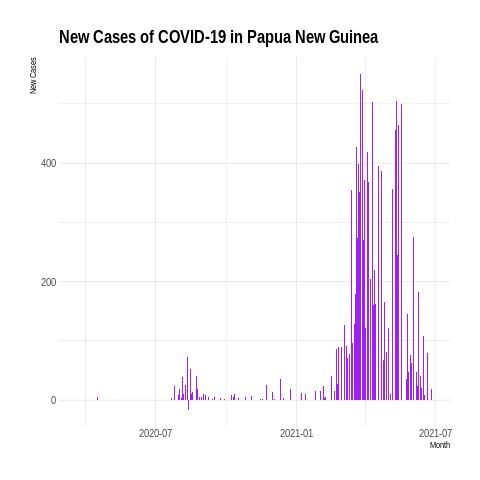 New Cases of COVID-19 in Papua New Guinea
New Cases
400
200
0
2020-07
2021-01
2021-07
Month